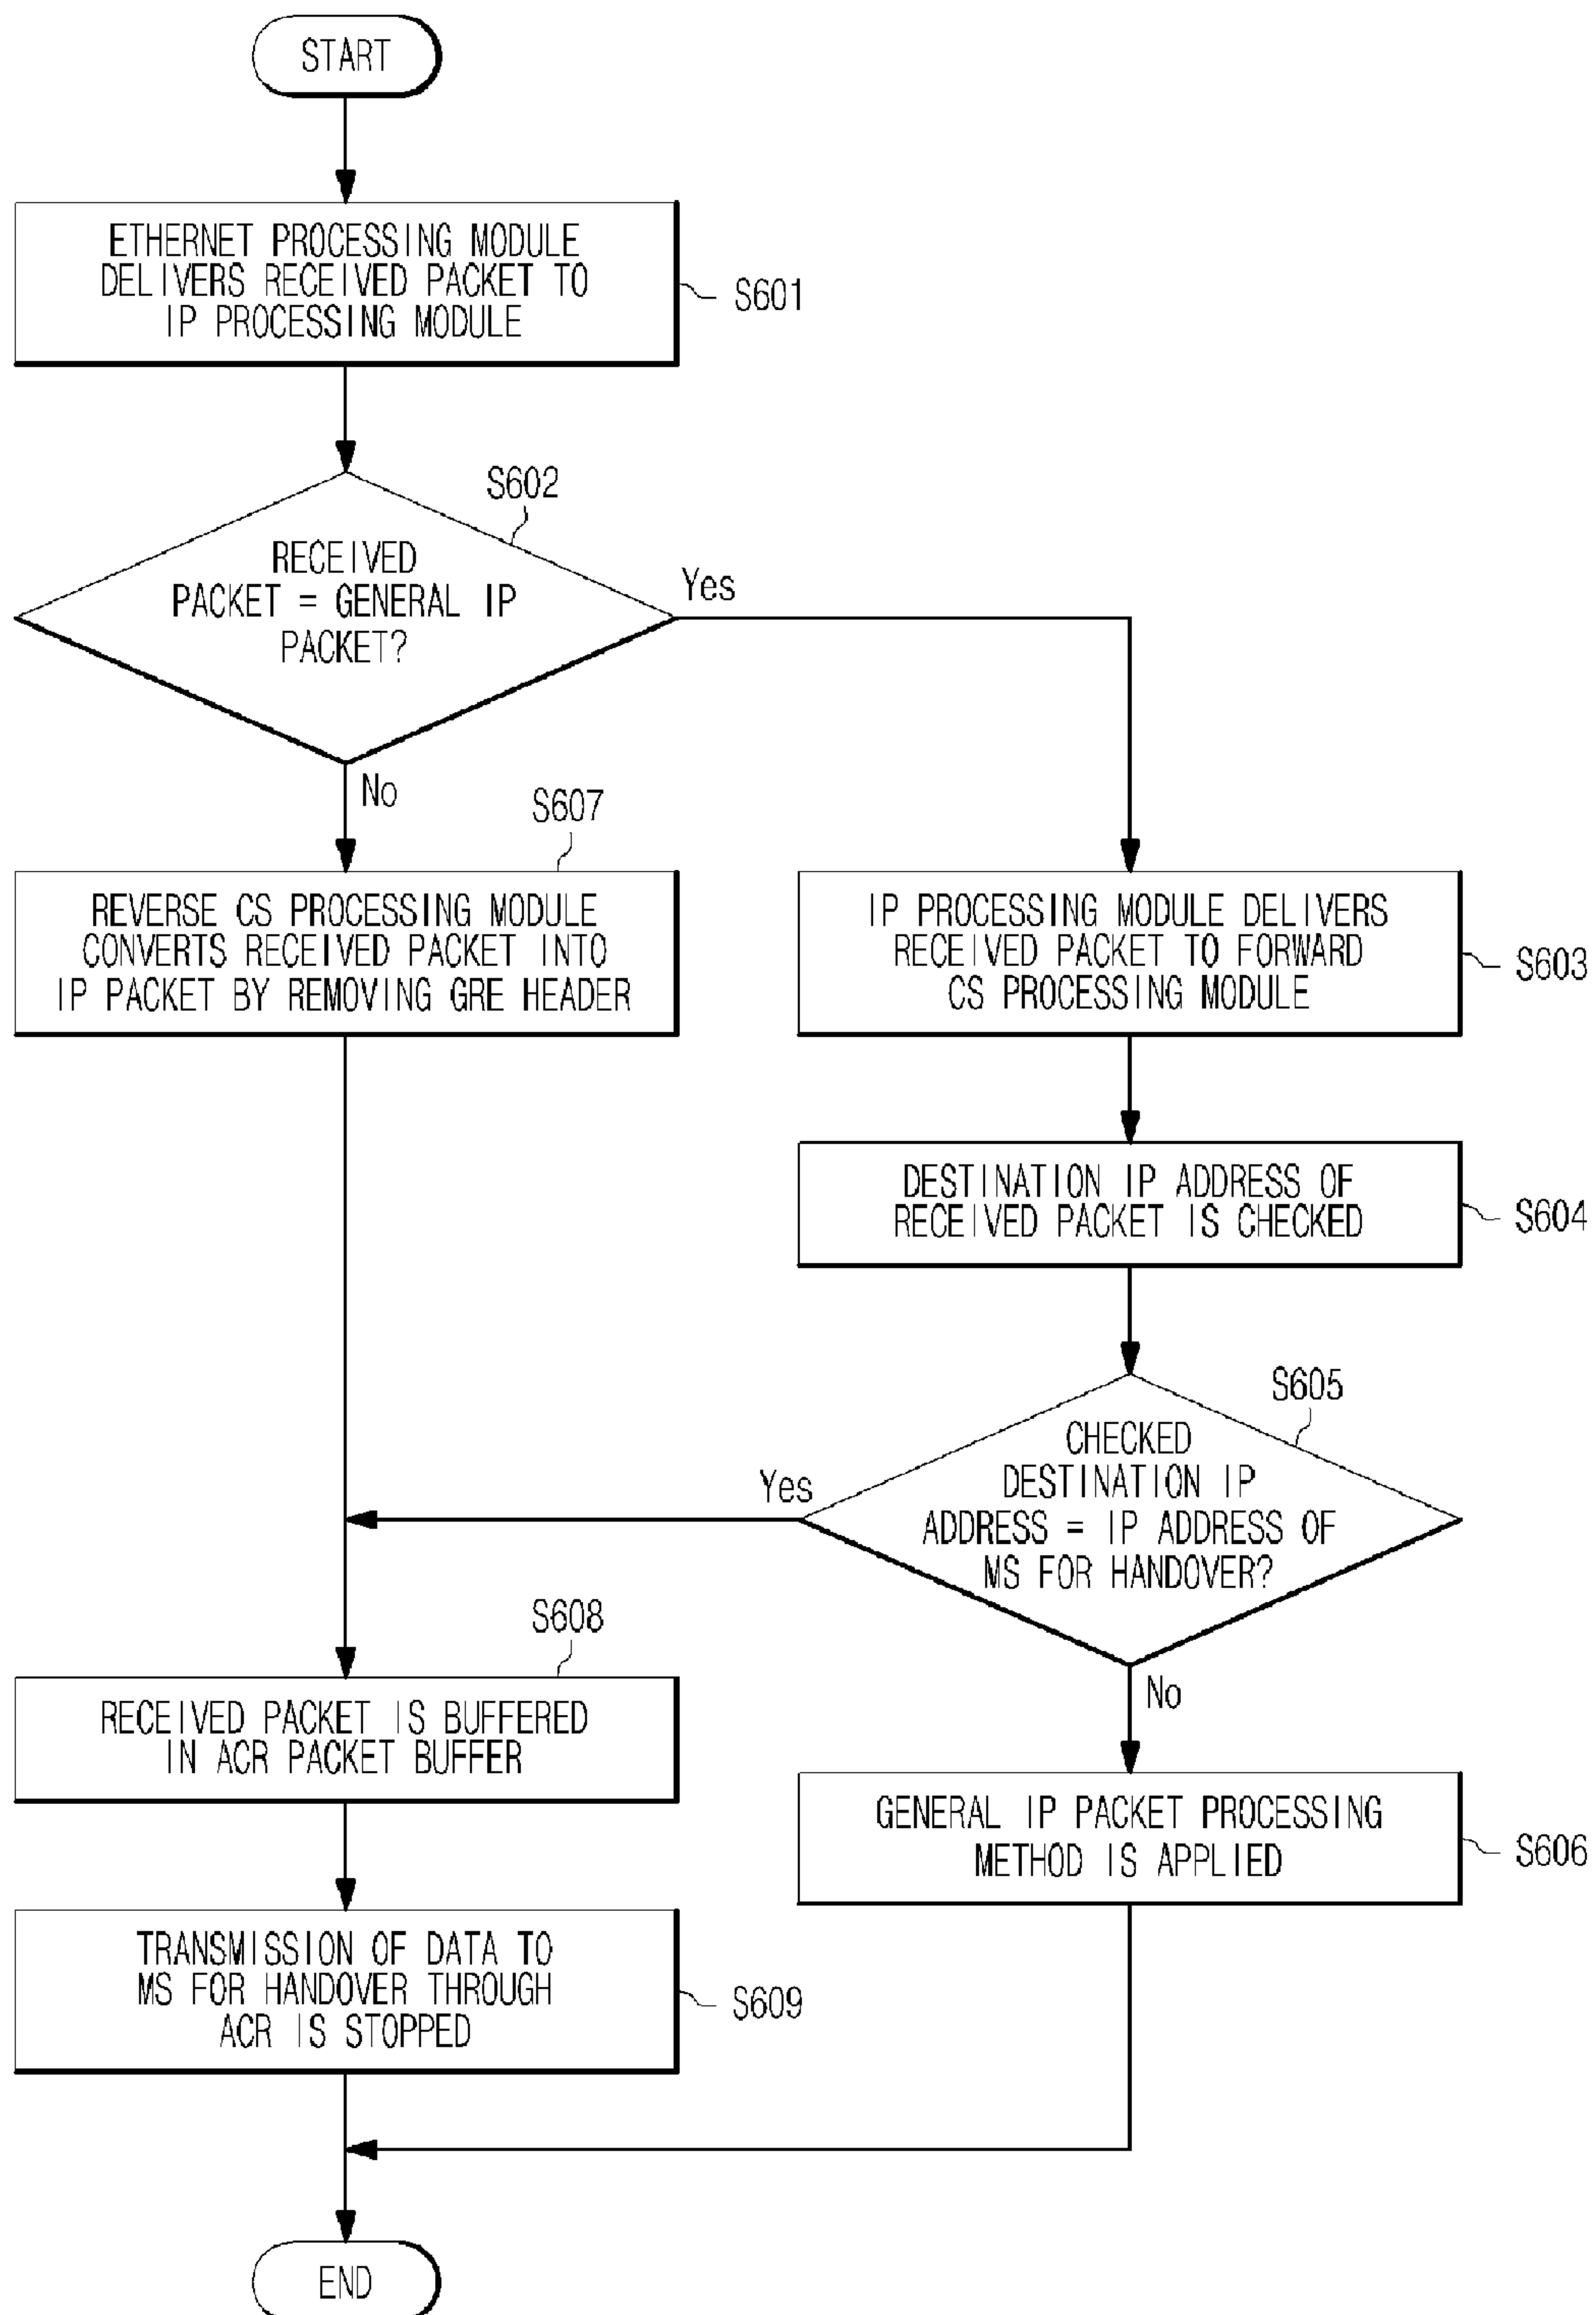 START
ETHERNET PROCESSING MODULE
DELIVERS RECEIVED PACKET TO
IP PROCESSING MODULE
S601
S602
RECEIVED
PACKET = GENERAL IP
PACKET?
Yes
No
S607
REVERSE CS PROCESSING MODULE
CONVERTS RECEIVED PACKET INTO
IP PACKET BY REMOVING GRE HEADER
IP PROCESSING MODULE DELIVERS
RECEIVED PACKET TO FORWARD
CS PROCESSING MODULE
S603
DESTINATION IP ADDRESS OF
RECEIVED PACKET IS CHECKED
S604
S605
CHECKED
DESTINATION IP
ADDRESS = IP ADDRESS OF
MS FOR HANDOVER?
Yes
No
S608
RECEIVED PACKET IS BUFFERED
IN ACR PACKET BUFFER
GENERAL IP PACKET PROCESSING
METHOD IS APPLIED
S606
TRANSMISSION OF DATA TO
MS FOR HANDOVER THROUGH
ACR IS STOPPED
S609
END